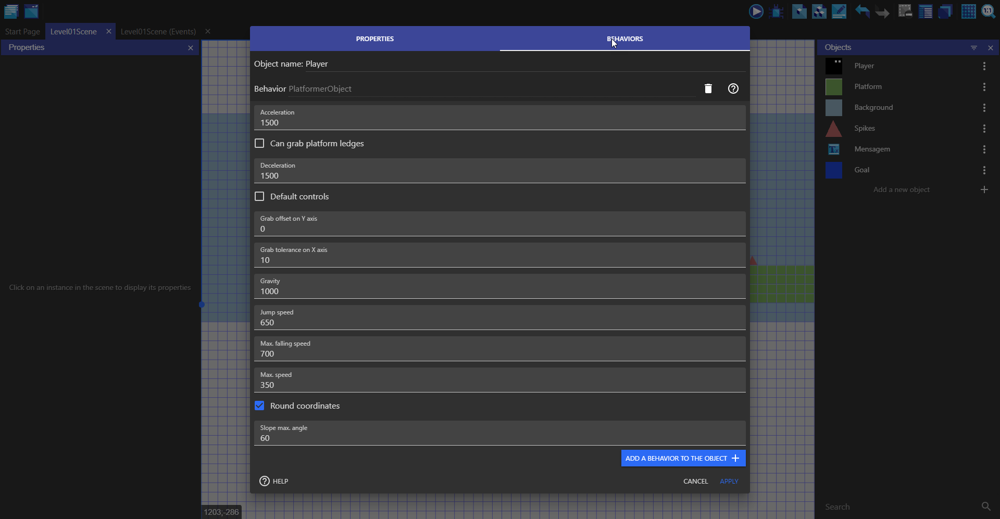 Start Page
Level01Scene
Level01Scene (Events)
Properties
Click on an instance in the scene to display its properties
PROPERTIES
BEHAVIORS
Object name: Player
Behavior PlatformerObject
Acceleration
1500
Can grab platform ledges
Deceleration
1500
Default controls
Grab offset on Y axis
0
Grab tolerance on X axis
10
Gravity
1000
Jump speed
650
Max. falling speed
700
Max. speed
350
Round coordinates
Slope max. angle
60
ADD A BEHAVIOR TO THE OBJECT
HELP
CANCEL
APPLY
1203;-286
1:1
Objects
Player
Platform
Background
Spikes
Tx
Mensagem
Goal
Add a new object
Search